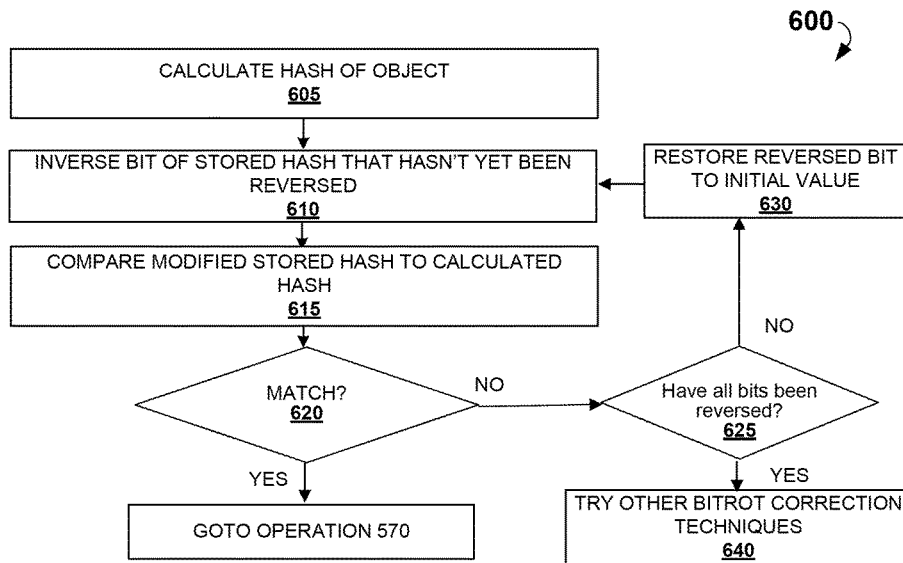 600
CALCULATE HASH OF OBJECT
605
INVERSE BIT OF STORED HASH THAT HASN'T YET BEEN
REVERSED
610
RESTORE REVERSED BIT
TO INITIAL VALUE
630
COMPARE MODIFIED STORED HASH TO CALCULATED
HASH
615
NO
MATCH?
620
NO
Have all bits been
reversed?
625
YES
YES
GOTO OPERATION 570
TRY OTHER BITROT CORRECTION
TECHNIQUES
640